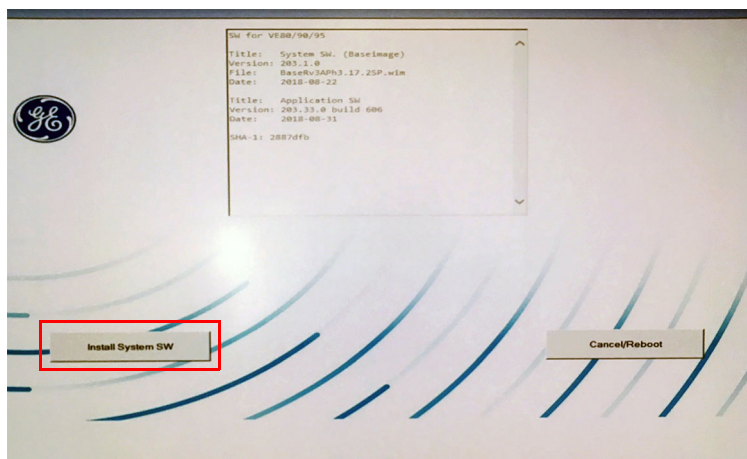 SW for VE80/90/95
Title: System SW. (Baseimage)
Version: 203.1.0
File: BaseRv3APh3.17.2SP.wim
Date: 2018-08-22
Title: Application SW
Version: 203.33.0 build 606
Date: 2018-08-31
SHA-1: 2887dfb
GE
Install System SW
Cancel/Reboot